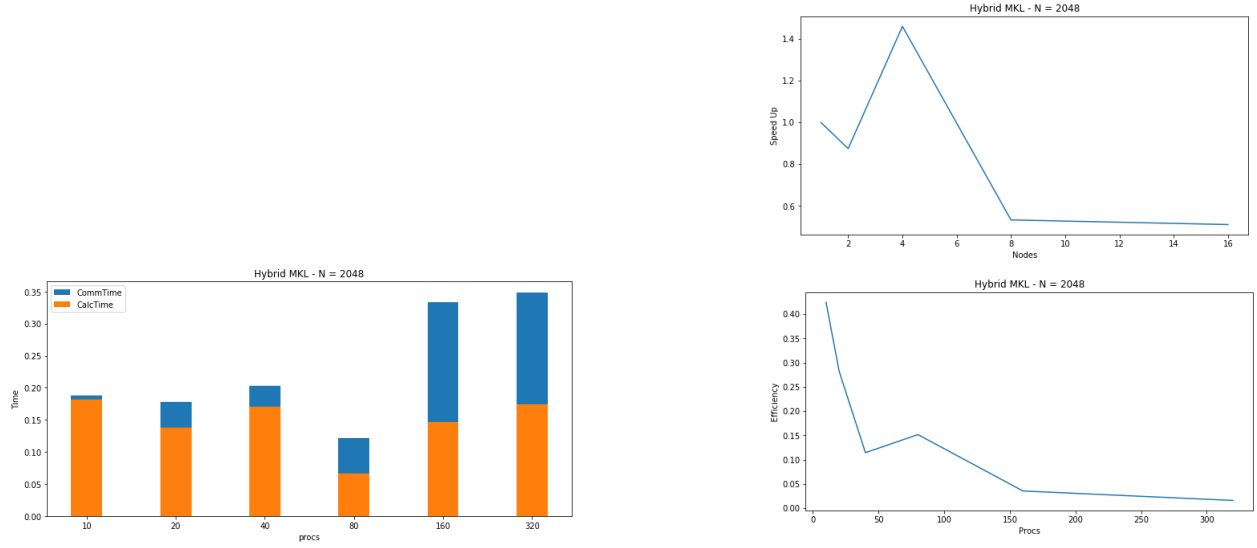 Hybrid MKL - N = 2048
1.4
1.2
1.0
0.8
0.6
Speed Up
2 4 6 8 10 12 14 16
Nodes
Hybrid MKL - N = 2048
CommTime
CalcTime
0.35
0.30
0.25
0.20
0.15
0.10
0.05
0.00
Time
10 20 40 80 160 320
procs
Hybrid MKL - N = 2048
0.40
0.35
0.30
0.25
0.20
0.15
0.10
0.05
0.00
Efficiency
0 50 100 150 200 250 300
Procs